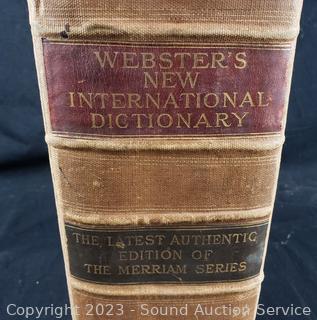 WEBSTER'S
NEW
INTERNATIONAL
DICTIONARY
THE LATEST AUTHENTIC
EDITION OF
THE MERRIAM SERIES
Copyright 2023 - Sound Auction Service